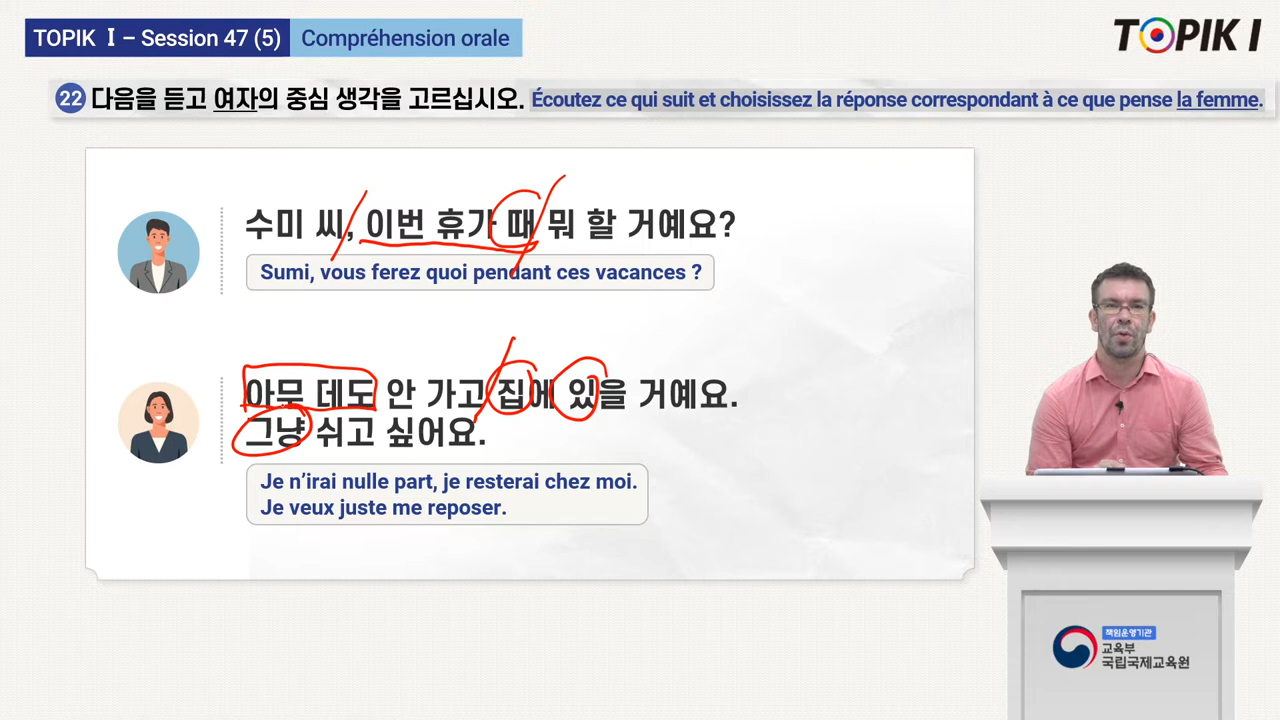 TOPIK Ⅰ – Session 47 (5) Compréhension orale
TOPIK I
22 다음을 듣고 여자의 중심 생각을 고르십시오. Écoutez ce qui suit et choisissez la réponse correspondant à ce que pense la femme.
수미 씨, 이번 휴가 때 뭐 할 거예요?
Sumi, vous ferez quoi pendant ces vacances ?
아무 데도 안 가고 집에 있을 거예요.
그냥 쉬고 싶어요.
Je n’irai nulle part, je resterai chez moi.
Je veux juste me reposer.
책임운영기관
교육부
국립국제교육원